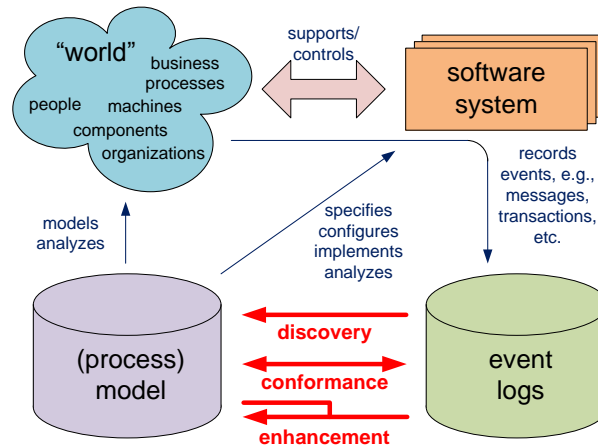 “world”
business
processes
people
machines
components
organizations
supports/
controls
software
system
records
events, e.g.,
messages,
transactions,
etc.
models
analyzes
specifies
configures
implements
analyzes
(process)
model
discovery
conformance
enhancement
event
logs